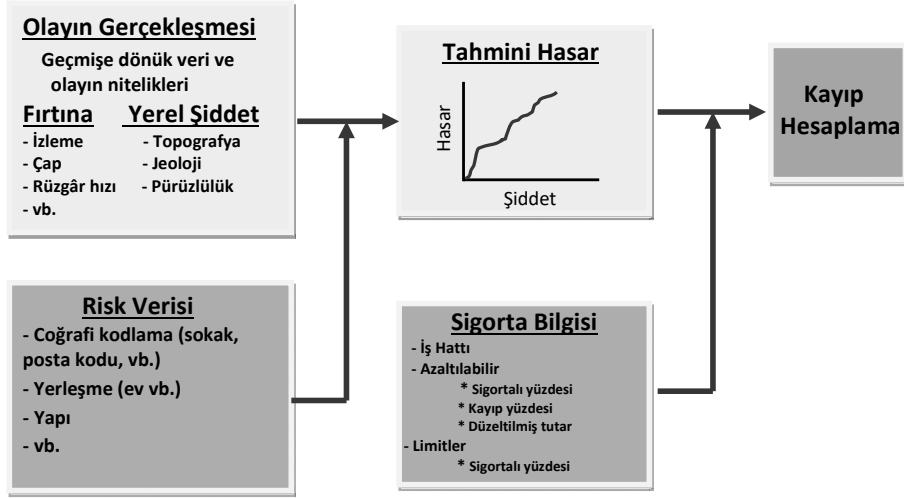 Olayın Gerçekleşmesi
Geçmişe dönük veri ve
olayın nitelikleri
Fırtına Yerel Şiddet
- İzleme - Topografya
- Çap - Jeoloji
- Rüzgâr hızı - Pürüzlülük
- vb.
Tahmini Hasar
Hasar
Şiddet
Kayıp
Hesaplama
Risk Verisi
- Coğrafi kodlama (sokak,
posta kodu, vb.)
- Yerleşme (ev vb.)
- Yapı
- vb.
Sigorta Bilgisi
- İş Hattı
- Azaltılabilir
* Sigortalı yüzdesi
* Kayıp yüzdesi
* Düzeltilmiş tutar
- Limitler
* Sigortalı yüzdesi